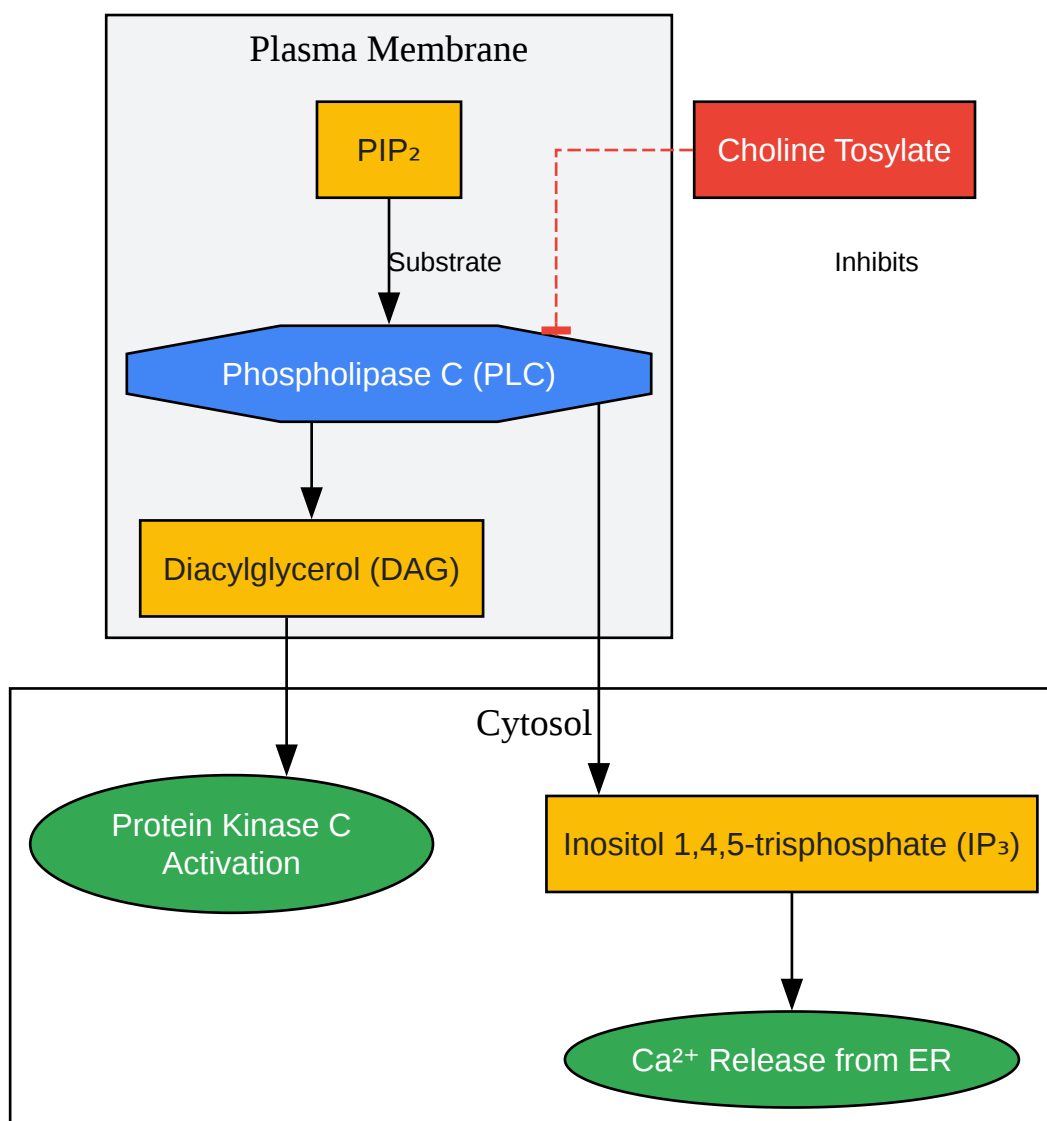 Plasma Membrane
PIP₂
Choline Tosylate
Substrate
Inhibits
Phospholipase C (PLC)
Diacylglycerol (DAG)
Cytosol
Protein Kinase C
Activation
Inositol 1,4,5-trisphosphate (IP₃)
Ca²⁺ Release from ER